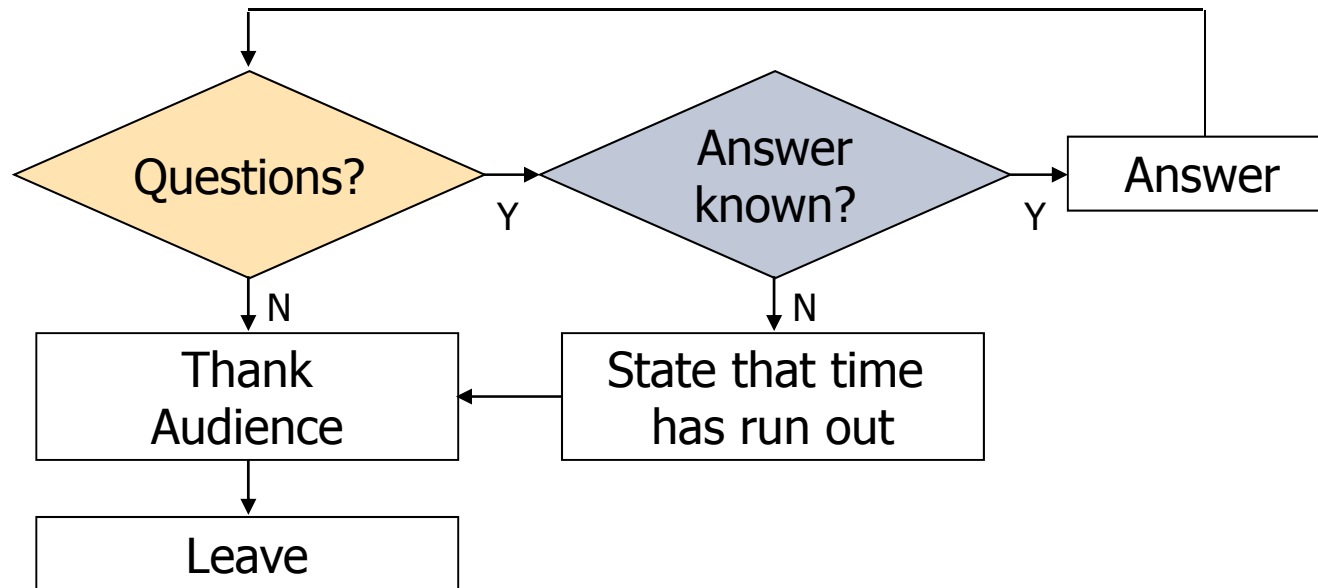 Questions?
Y
Answer
known?
Y
Answer
N
N
Thank
Audience
State that time
has run out
Leave